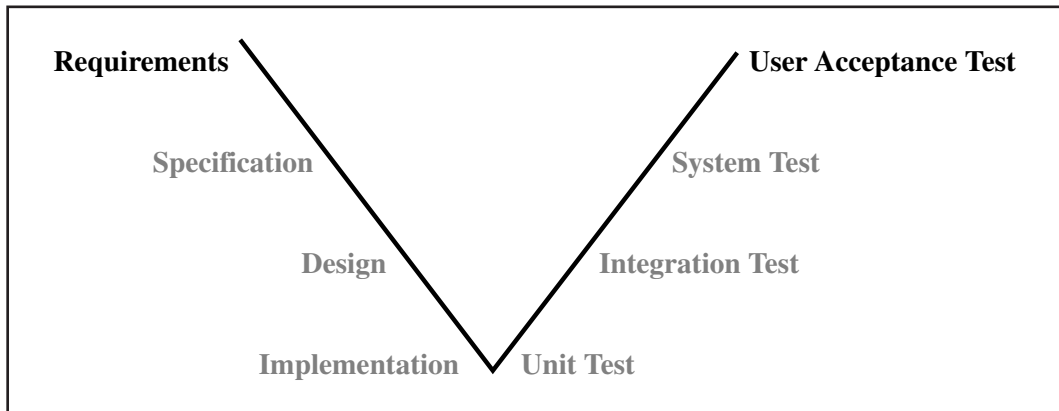 Requirements
User Acceptance Test
Specification
System Test
Design
Integration Test
Implementation
Unit Test